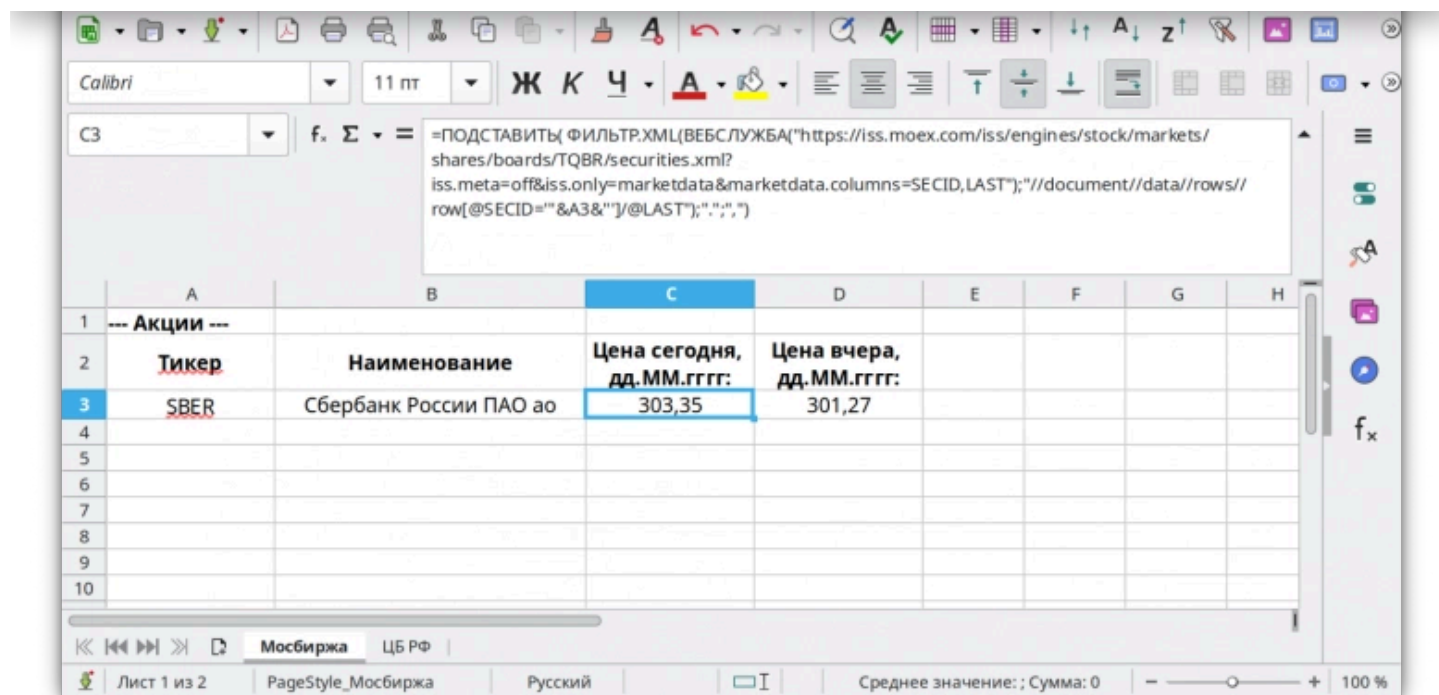 Calibri
11 пт
Ж К Ч A
C3
fx Σ =
=ПОДСТАВИТЬ( ФИЛЬТР.XML(ВЕБСЛУЖБА("https://iss.moex.com/iss/engines/stock/markets/
shares/boards/TQBR/securities.xml?
iss.meta=off&iss.only=marketdata&marketdata.columns=SECID,LAST");"//document//data//rows//
row[@SECID='"&A3&"']/@LAST");".";",")
A B C D E F G H
1 --- Акции ---
2 Тикер Наименование Цена сегодня, дд.ММ.гггг: Цена вчера, дд.ММ.гггг:
3 SBER Сбербанк России ПАО ао 303,35 301,27
4
5
6
7
8
9
10
Мосбиржа ЦБ РФ
Лист 1 из 2 PageStyle_Мосбиржа Русский Среднее значение: ; Сумма: 0 − + 100 %